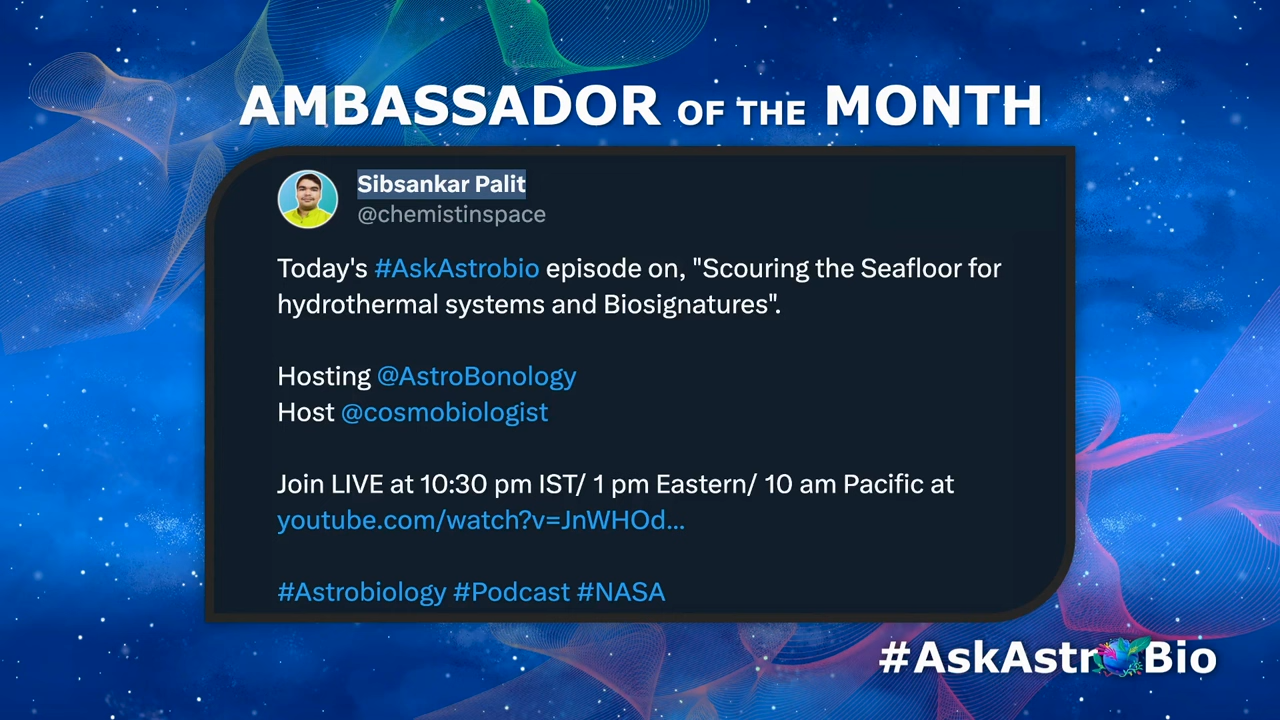 AMBASSADOR OF THE MONTH
Sibsankar Palit
@chemistinspace
Today's #AskAstrobio episode on, "Scouring the Seafloor for
hydrothermal systems and Biosignatures".
Hosting @AstroBonology
Host @cosmobiologist
Join LIVE at 10:30 pm IST/ 1 pm Eastern/ 10 am Pacific at
youtube.com/watch?v=JnWHOd...
#Astrobiology #Podcast #NASA
#AskAstroBio